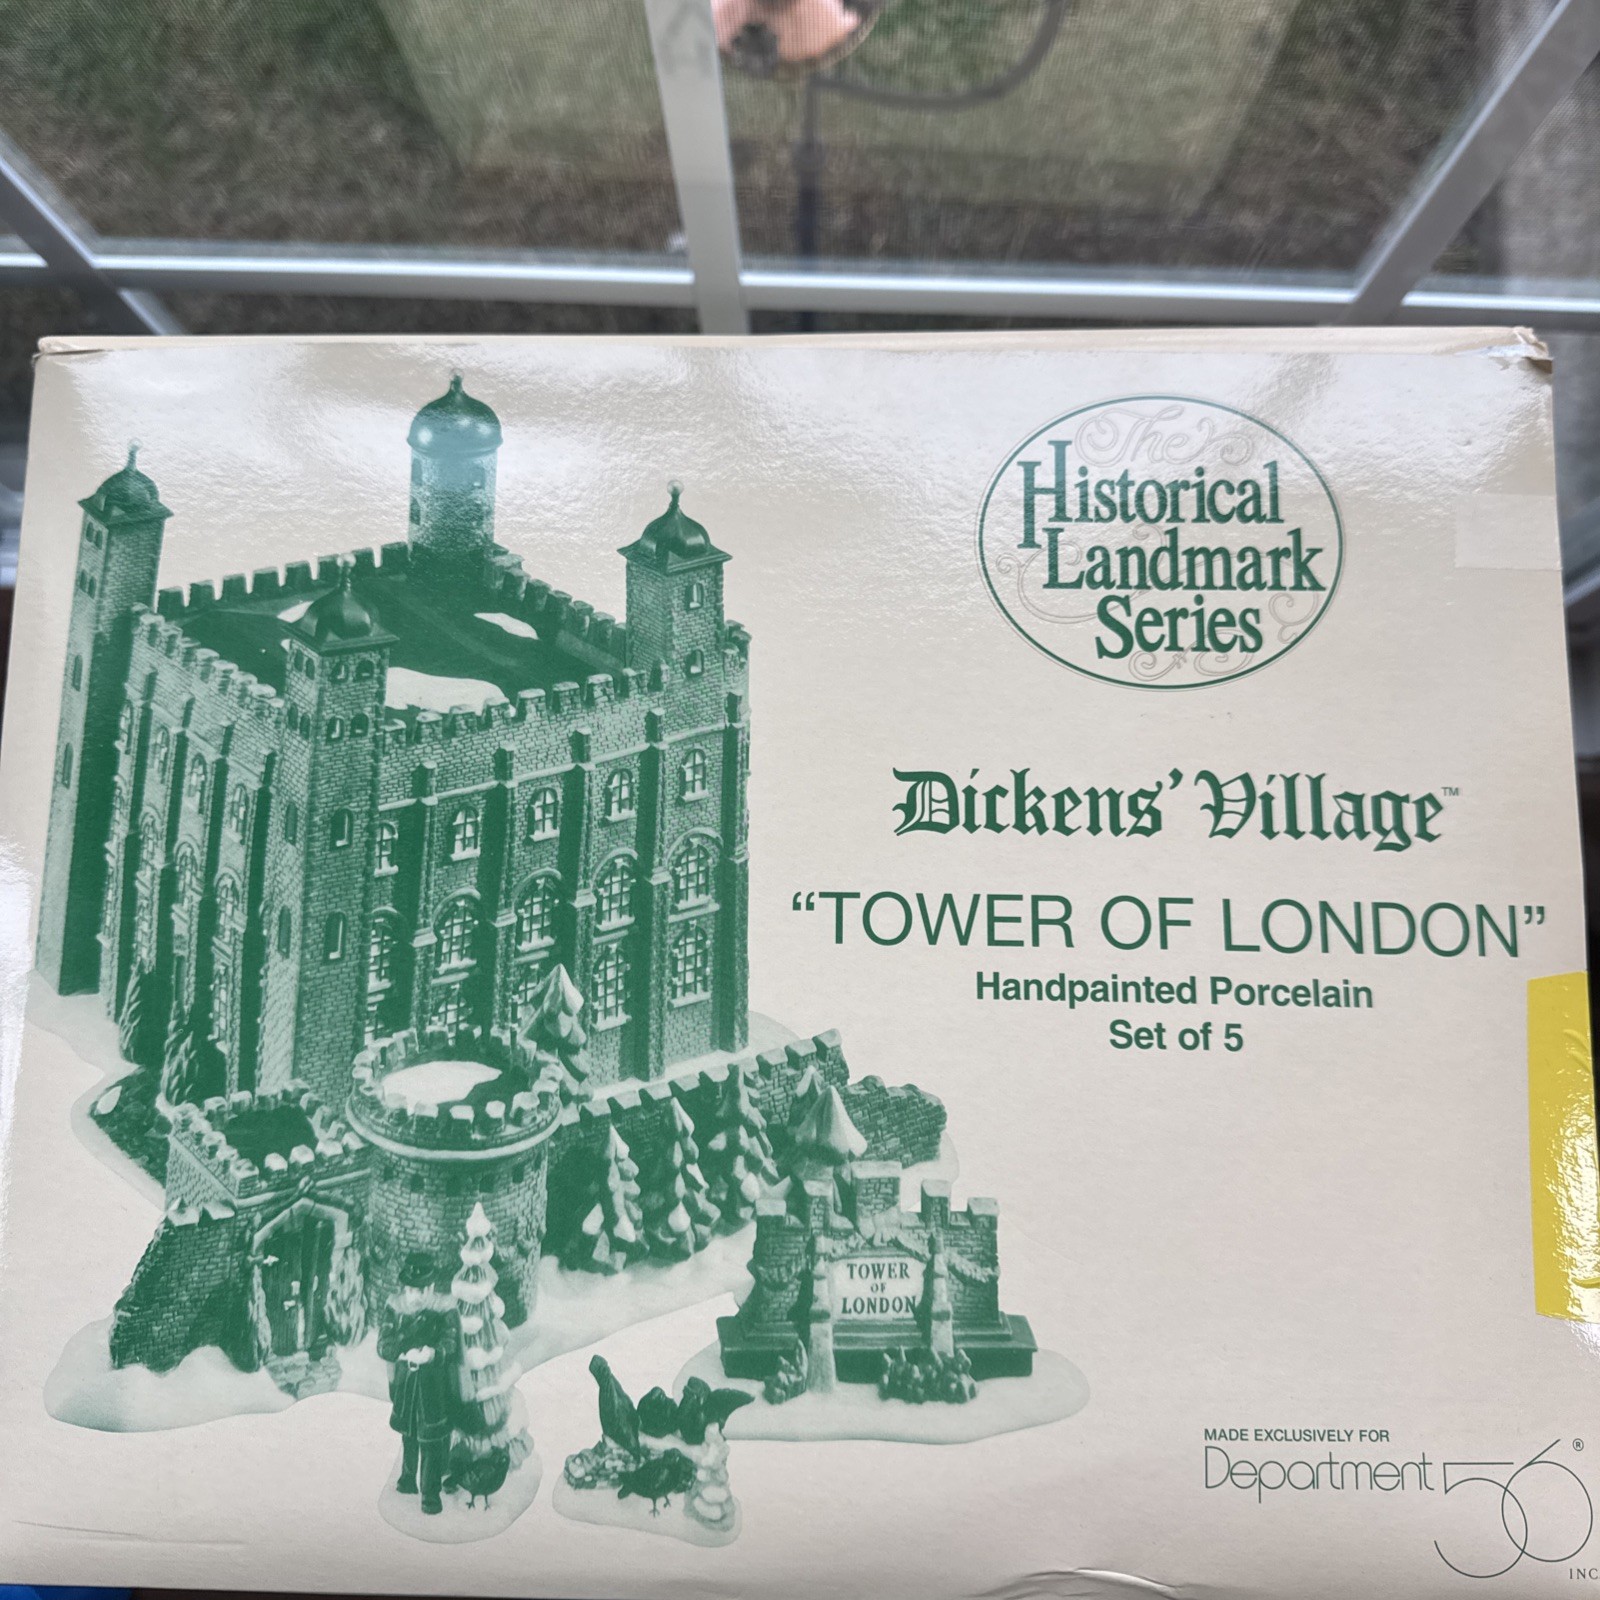 The
Historical
Landmark
Series
Dickens' Village™
“TOWER OF LONDON”
Handpainted Porcelain
Set of 5
TOWER
OF
LONDON
MADE EXCLUSIVELY FOR
Department 56®
INC